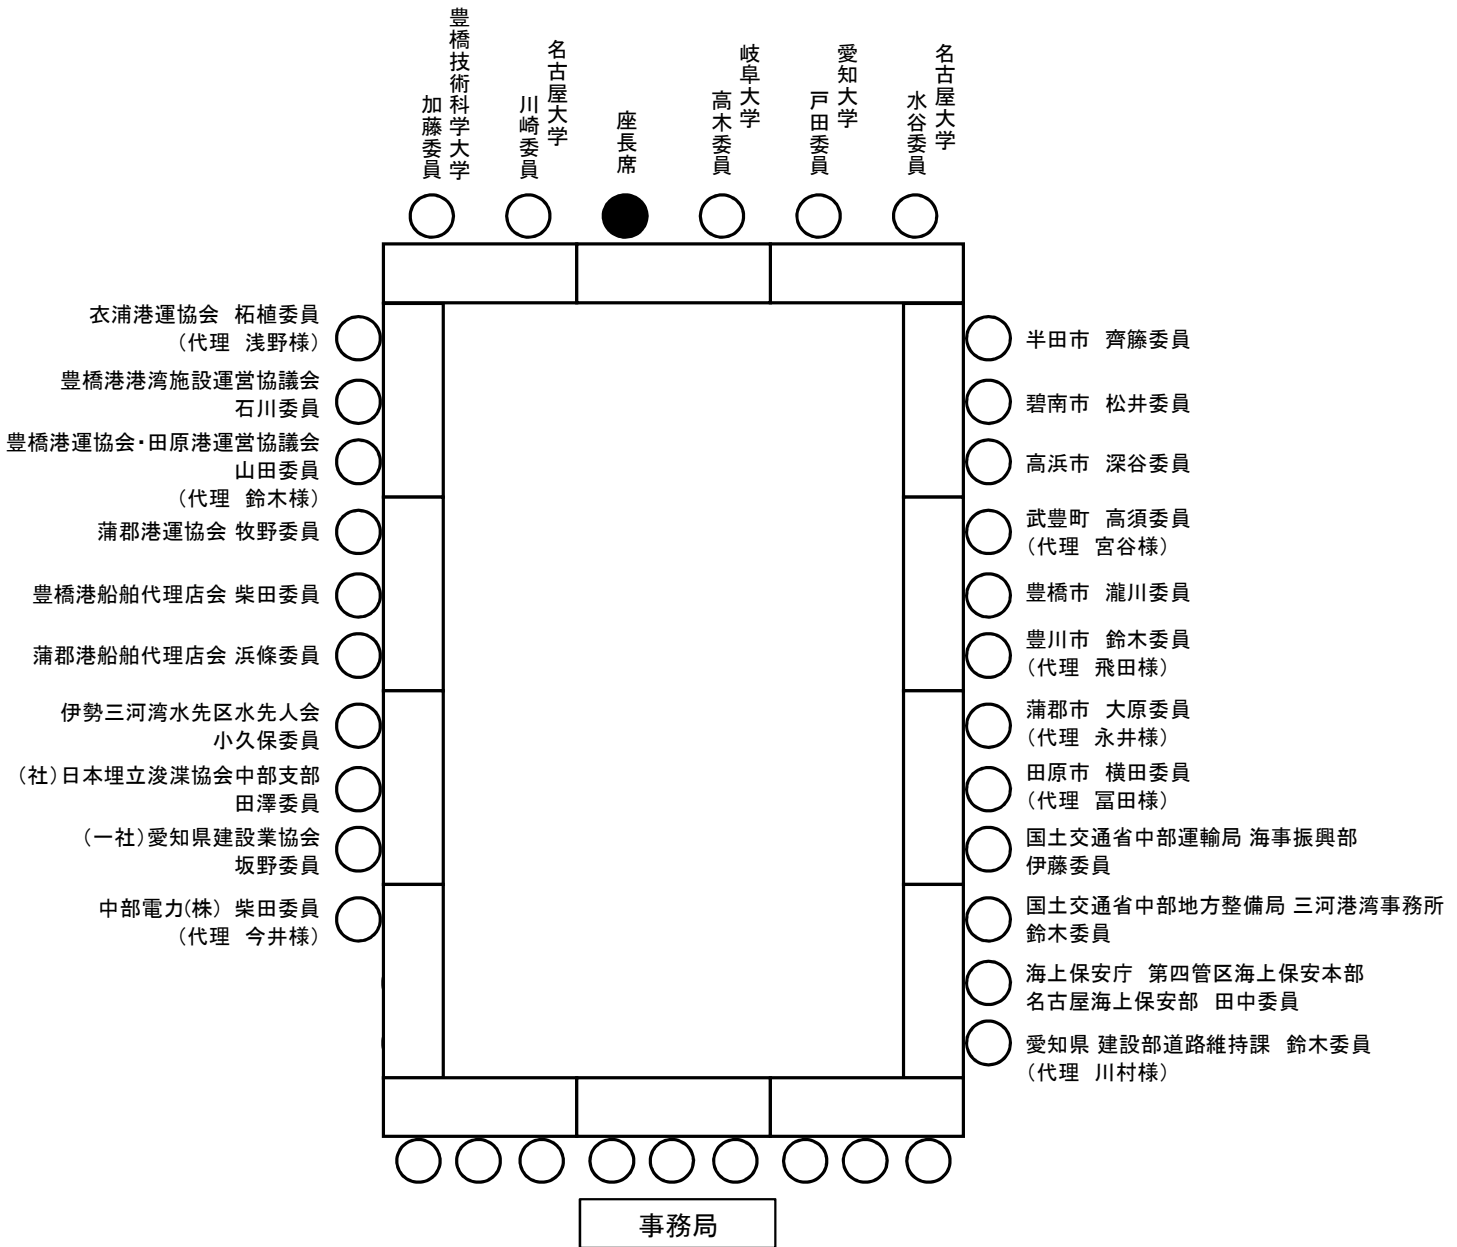 豊橋技術科学大学
加藤委員
名古屋大学
川崎委員
座長席
岐阜大学
高木委員
愛知大学
戸田委員
名古屋大学
水谷委員
衣浦港運協会　柘植委員
（代理　浅野様）
豊橋港港湾施設運営協議会
石川委員
豊橋港運協会・田原港運営協議会
山田委員
（代理　鈴木様）
蒲郡港運協会 牧野委員
豊橋港船舶代理店会 柴田委員
蒲郡港船舶代理店会 浜條委員
伊勢三河湾水先区水先人会
小久保委員
（社）日本埋立浚渫協会中部支部
田澤委員
（一社）愛知県建設業協会
坂野委員
中部電力(株)　柴田委員
（代理　今井様）
半田市　齊籐委員
碧南市　松井委員
高浜市　深谷委員
武豊町　高須委員
（代理　宮谷様）
豊橋市　瀧川委員
豊川市　鈴木委員
（代理　飛田様）
蒲郡市　大原委員
（代理　永井様）
田原市　横田委員
（代理　冨田様）
国土交通省中部運輸局 海事振興部
伊藤委員
国土交通省中部地方整備局 三河港湾事務所
鈴木委員
海上保安庁　第四管区海上保安本部
名古屋海上保安部　田中委員
愛知県 建設部道路維持課　鈴木委員
（代理　川村様）
事務局